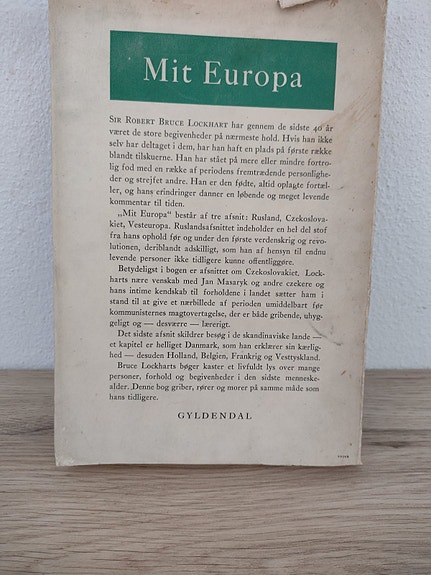 Mit Europa
SIR ROBERT BRUCE LOCKHART har gennem de sidste 40 år
været de store begivenheder på nærmeste hold. Hvis han ikke
selv har deltaget i dem, har han haft en plads på første række
blandt tilskuerne. Han har stået på mere eller mindre fortro-
lig fod med en række af periodens fremtrædende personlighe-
der og strejfet andre. Han er den fødte, altid oplagte fortæl-
ler, og hans erindringer danner en løbende og meget levende
kommentar til tiden.
„Mit Europa“ består af tre afsnit: Rusland, Czekoslova-
kiet, Vesteuropa. Ruslandsafsnittet indeholder en hel del stof
fra hans ophold før og under den første verdenskrig og revo-
lutionen, deriblandt adskilligt, som han af hensyn til endnu
levende personer ikke tidligere kunne offentliggøre.
Betydeligst i bogen er afsnittet om Czekoslovakiet. Lock-
harts nære venskab med Jan Masaryk og andre czekere og
hans intime kendskab til forholdene i landet sætter ham i
stand til at give et nærbillede af perioden umiddelbart før
kommunisternes magtovertagelse, der er både gribende, uhyg-
geligt og — desværre — lærerigt.
Det sidste afsnit skildrer besøg i de skandinaviske lande —
et kapitel er helliget Danmark, som han erklærer sin kærlig-
hed — desuden Holland, Belgien, Frankrig og Vesttyskland.
Bruce Lockharts bøger kaster et livfuldt lys over mange
personer, forhold og begivenheder i den sidste menneske-
alder. Denne bog griber, rører og morer på samme måde som
hans tidligere.
GYLDENDAL